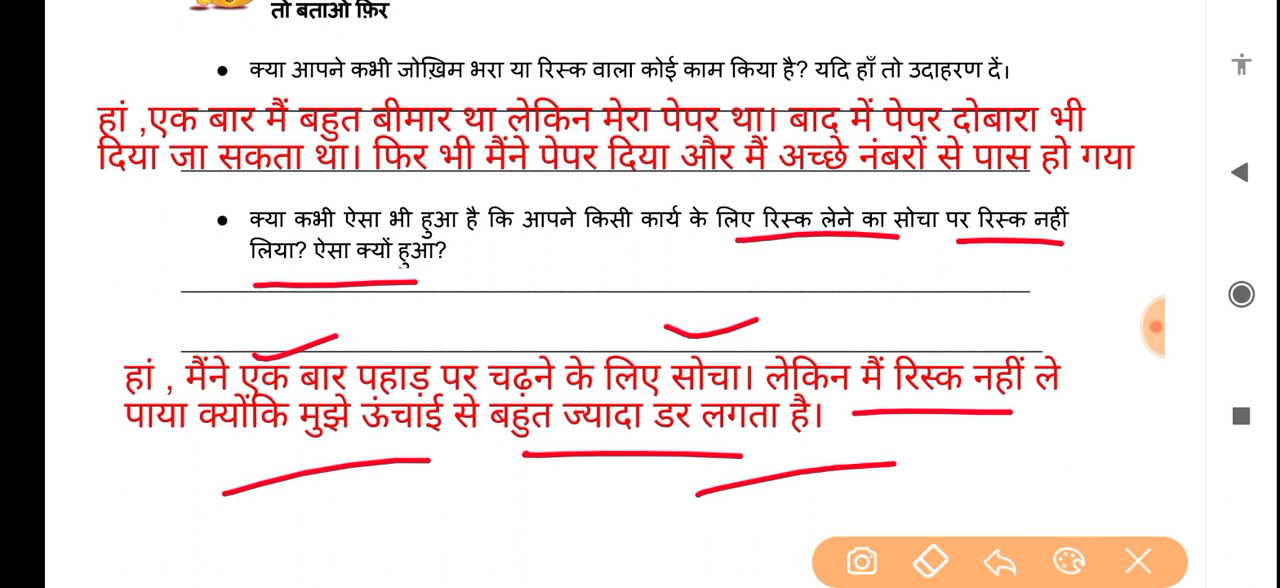 तो बताओ फ़िर
● क्या आपने कभी जोख़िम भरा या रिस्क वाला कोई काम किया है? यदि हाँ तो उदाहरण दें।
हां ,एक बार मैं बहुत बीमार था लेकिन मेरा पेपर था। बाद में पेपर दोबारा भी
दिया जा सकता था। फिर भी मैंने पेपर दिया और मैं अच्छे नंबरों से पास हो गया
● क्या कभी ऐसा भी हुआ है कि आपने किसी कार्य के लिए रिस्क लेने का सोचा पर रिस्क नहीं
लिया? ऐसा क्यों हुआ?
हां , मैंने एक बार पहाड़ पर चढ़ने के लिए सोचा। लेकिन मैं रिस्क नहीं ले
पाया क्योंकि मुझे ऊंचाई से बहुत ज्यादा डर लगता है।